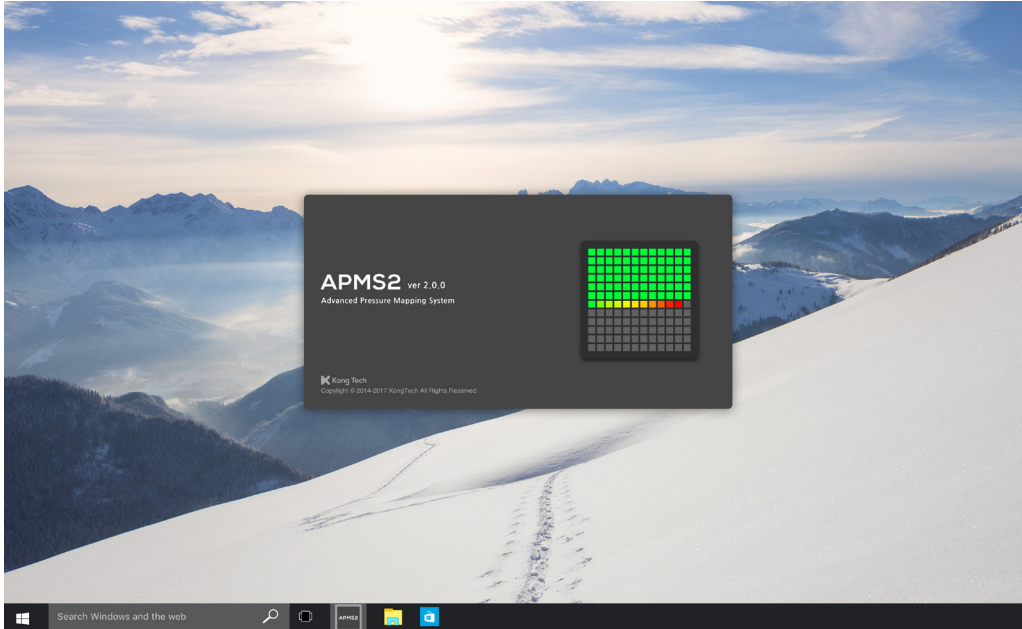 APMS2 ver 2.0.0
Advanced Pressure Mapping System
Kong Tech
Copyright © 2014-2017 KongTech All Rights Reserved
Search Windows and the web
APMS2